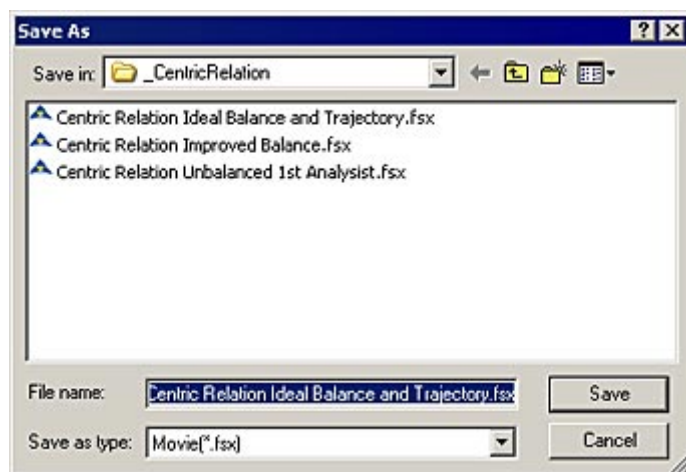 Save As
Save in: _CentricRelation
Centric Relation Ideal Balance and Trajectory.fsx
Centric Relation Improved Balance.fsx
Centric Relation Unbalanced 1st Analysist.fsx
File name: Centric Relation Ideal Balance and Trajectory.fsx Save
Save as type: Movie(*.fsx) Cancel